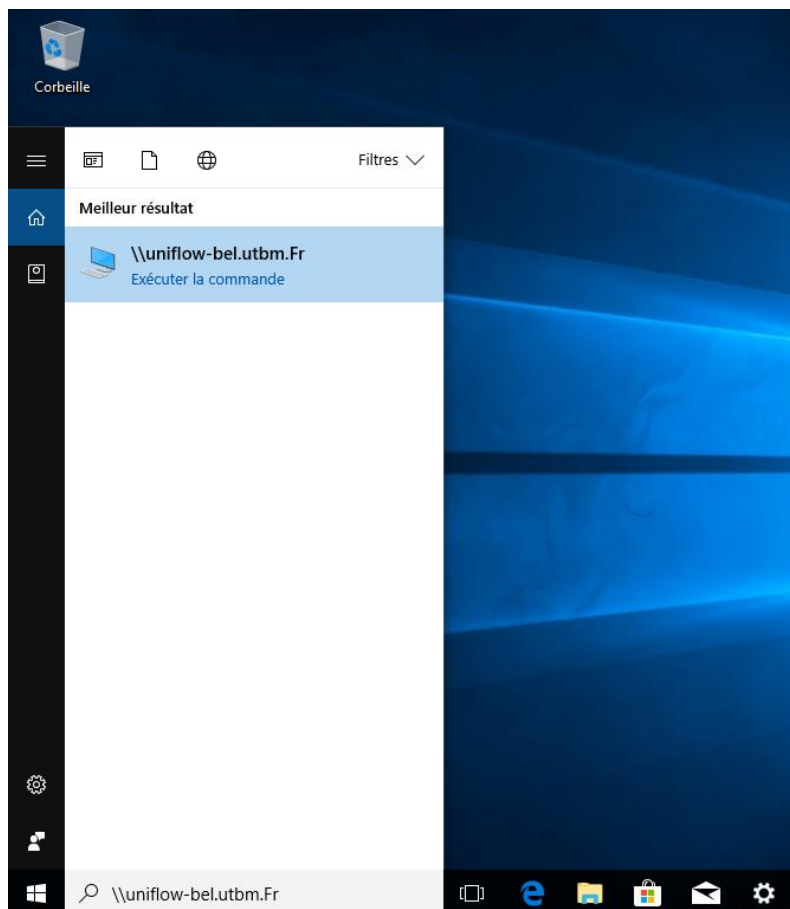 Corbeille
Filtres
Meilleur résultat
\\uniflow-bel.utbm.Fr
Exécuter la commande
\\uniflow-bel.utbm.Fr